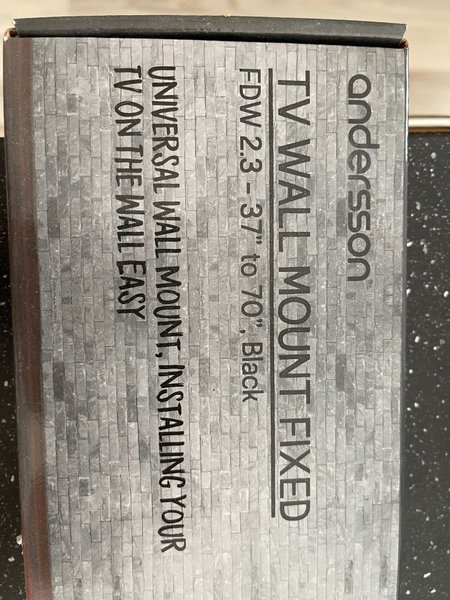 andersson
TV WALL MOUNT FIXED
FDW 2.3 – 37" to 70", Black
UNIVERSAL WALL MOUNT, INSTALLING YOUR
TV ON THE WALL EASY